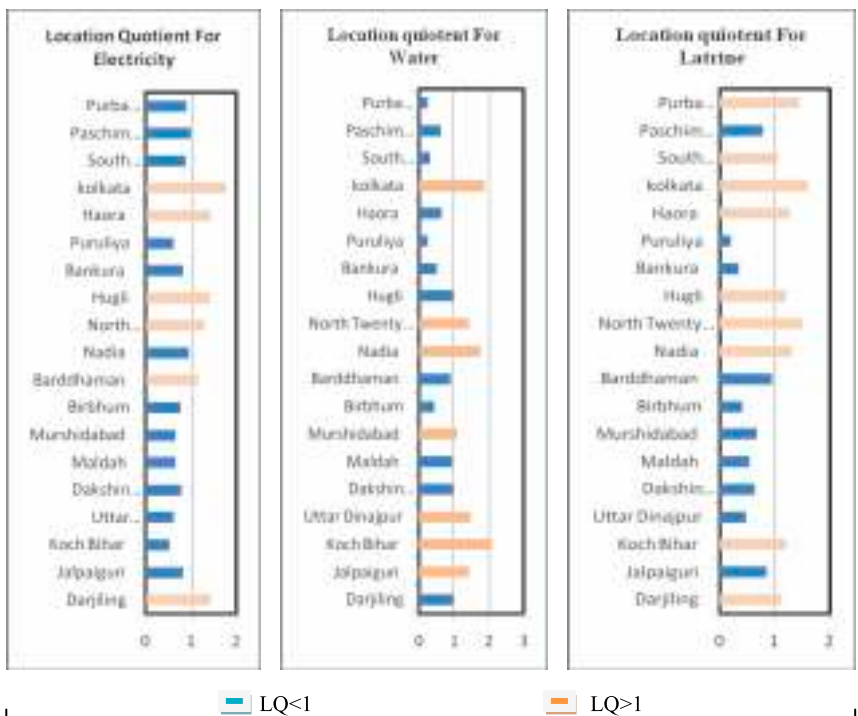 Location Quotient For
Electricity
Purba...
Paschim...
South...
kolkata
Haora
Puruliya
Bankura
Hugli
North...
Nadia
Barddhaman
Birbhum
Murshidabad
Maldah
Dakshin...
Uttar...
Koch Bihar
Jalpaiguri
Darjiling
0 1 2
Location quiotent For
Water
Purba...
Paschim...
South...
kolkata
Haora
Puruliya
Bankura
Hugli
North Twenty...
Nadia
Barddhaman
Birbhum
Murshidabad
Maldah
Dakshin...
Uttar Dinajpur
Koch Bihar
Jalpaiguri
Darjiling
0 1 2 3
Location quiotent For
Latrine
Purba...
Paschim...
South...
kolkata
Haora
Puruliya
Bankura
Hugli
North Twenty...
Nadia
Barddhaman
Birbhum
Murshidabad
Maldah
Dakshin...
Uttar Dinajpur
Koch Bihar
Jalpaiguri
Darjiling
0 1 2
LQ<1 LQ>1